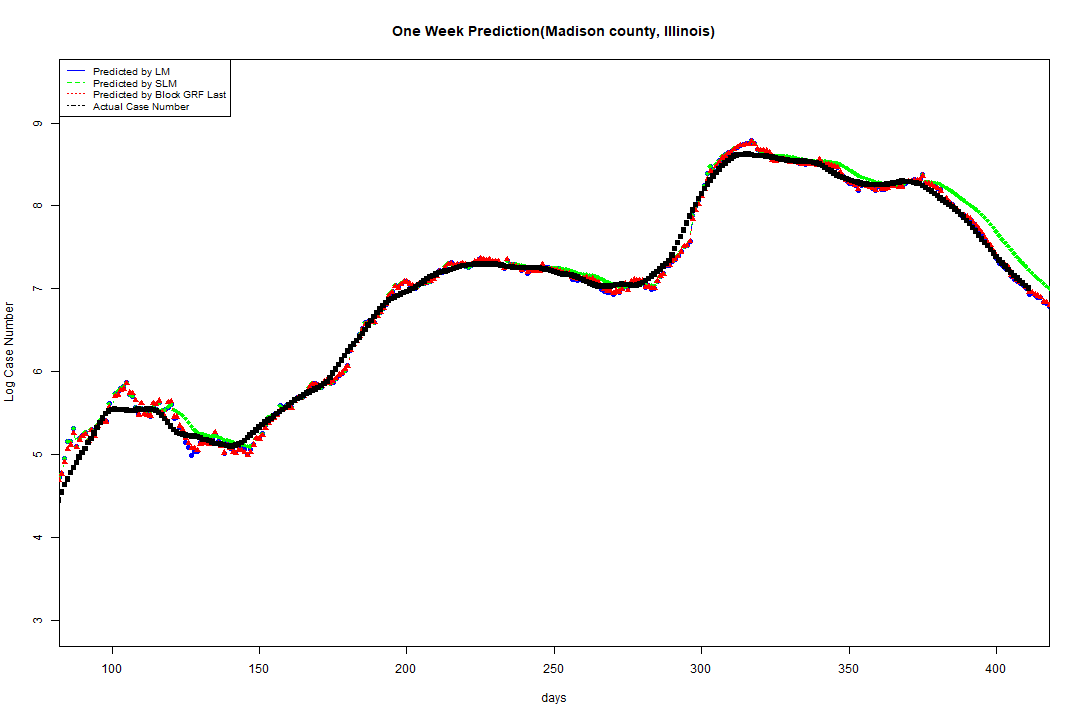 One Week Prediction(Madison county, Illinois)
Predicted by LM
Predicted by SLM
Predicted by Block GRF Last
Actual Case Number
9
8
7
6
5
4
3
Log Case Number
100 150 200 250 300 350 400
days